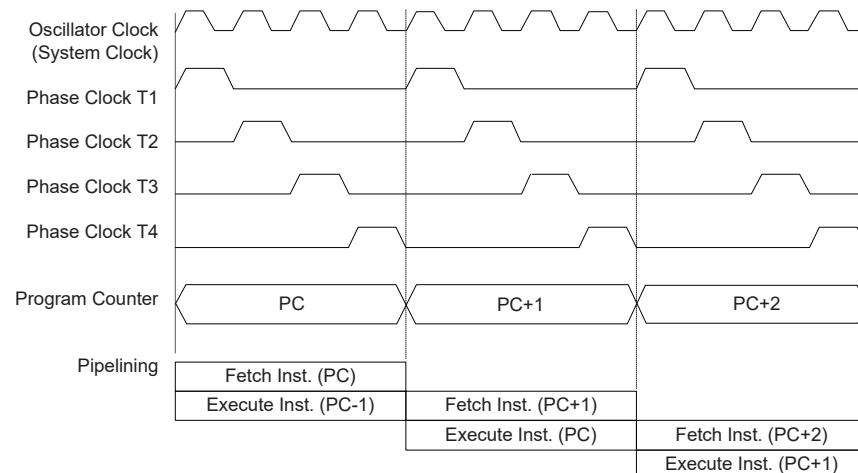 Oscillator Clock
(System Clock)
Phase Clock T1
Phase Clock T2
Phase Clock T3
Phase Clock T4
Program Counter
PC
PC+1
PC+2
Pipelining
Fetch Inst. (PC)
Execute Inst. (PC-1)
Fetch Inst. (PC+1)
Execute Inst. (PC)
Fetch Inst. (PC+2)
Execute Inst. (PC+1)